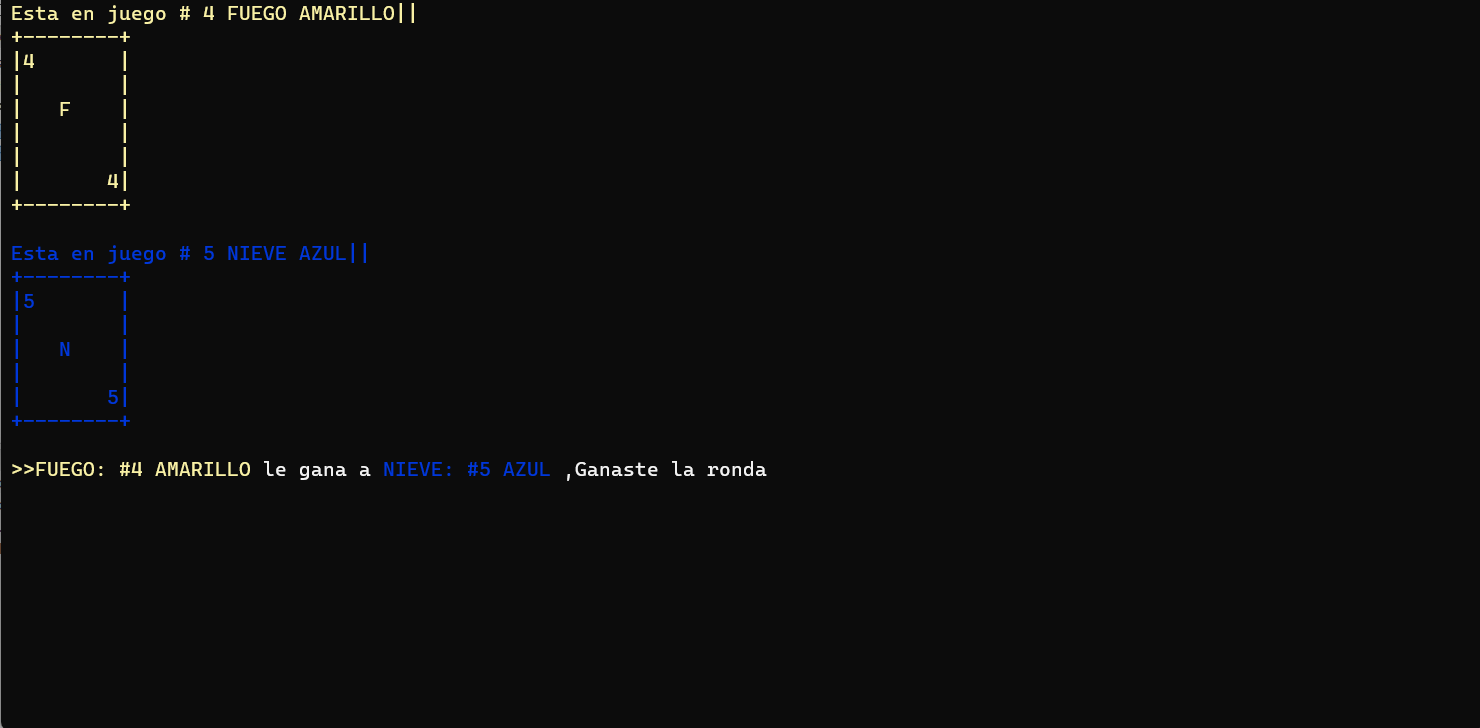 Esta en juego # 4 FUEGO AMARILLO||
+--------+
|4       |
|        |
|   F    |
|        |
|        |
|       4|
+--------+
Esta en juego # 5 NIEVE AZUL||
+--------+
|5       |
|        |
|   N    |
|        |
|       5|
+--------+
>>FUEGO: #4 AMARILLO le gana a NIEVE: #5 AZUL ,Ganaste la ronda